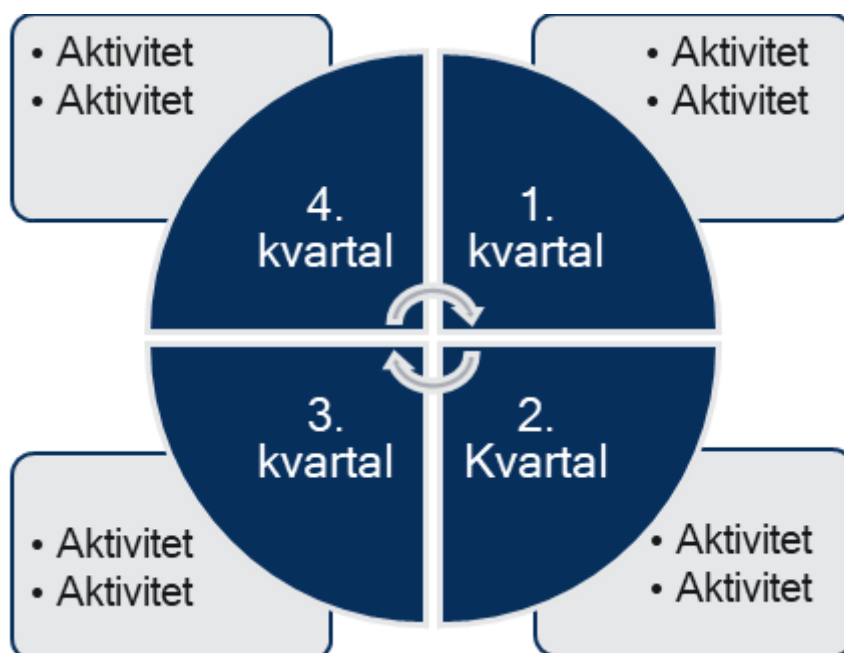 • Aktivitet
• Aktivitet
• Aktivitet
• Aktivitet
4.
kvartal
1.
kvartal
3.
kvartal
2.
Kvartal
• Aktivitet
• Aktivitet
• Aktivitet
• Aktivitet